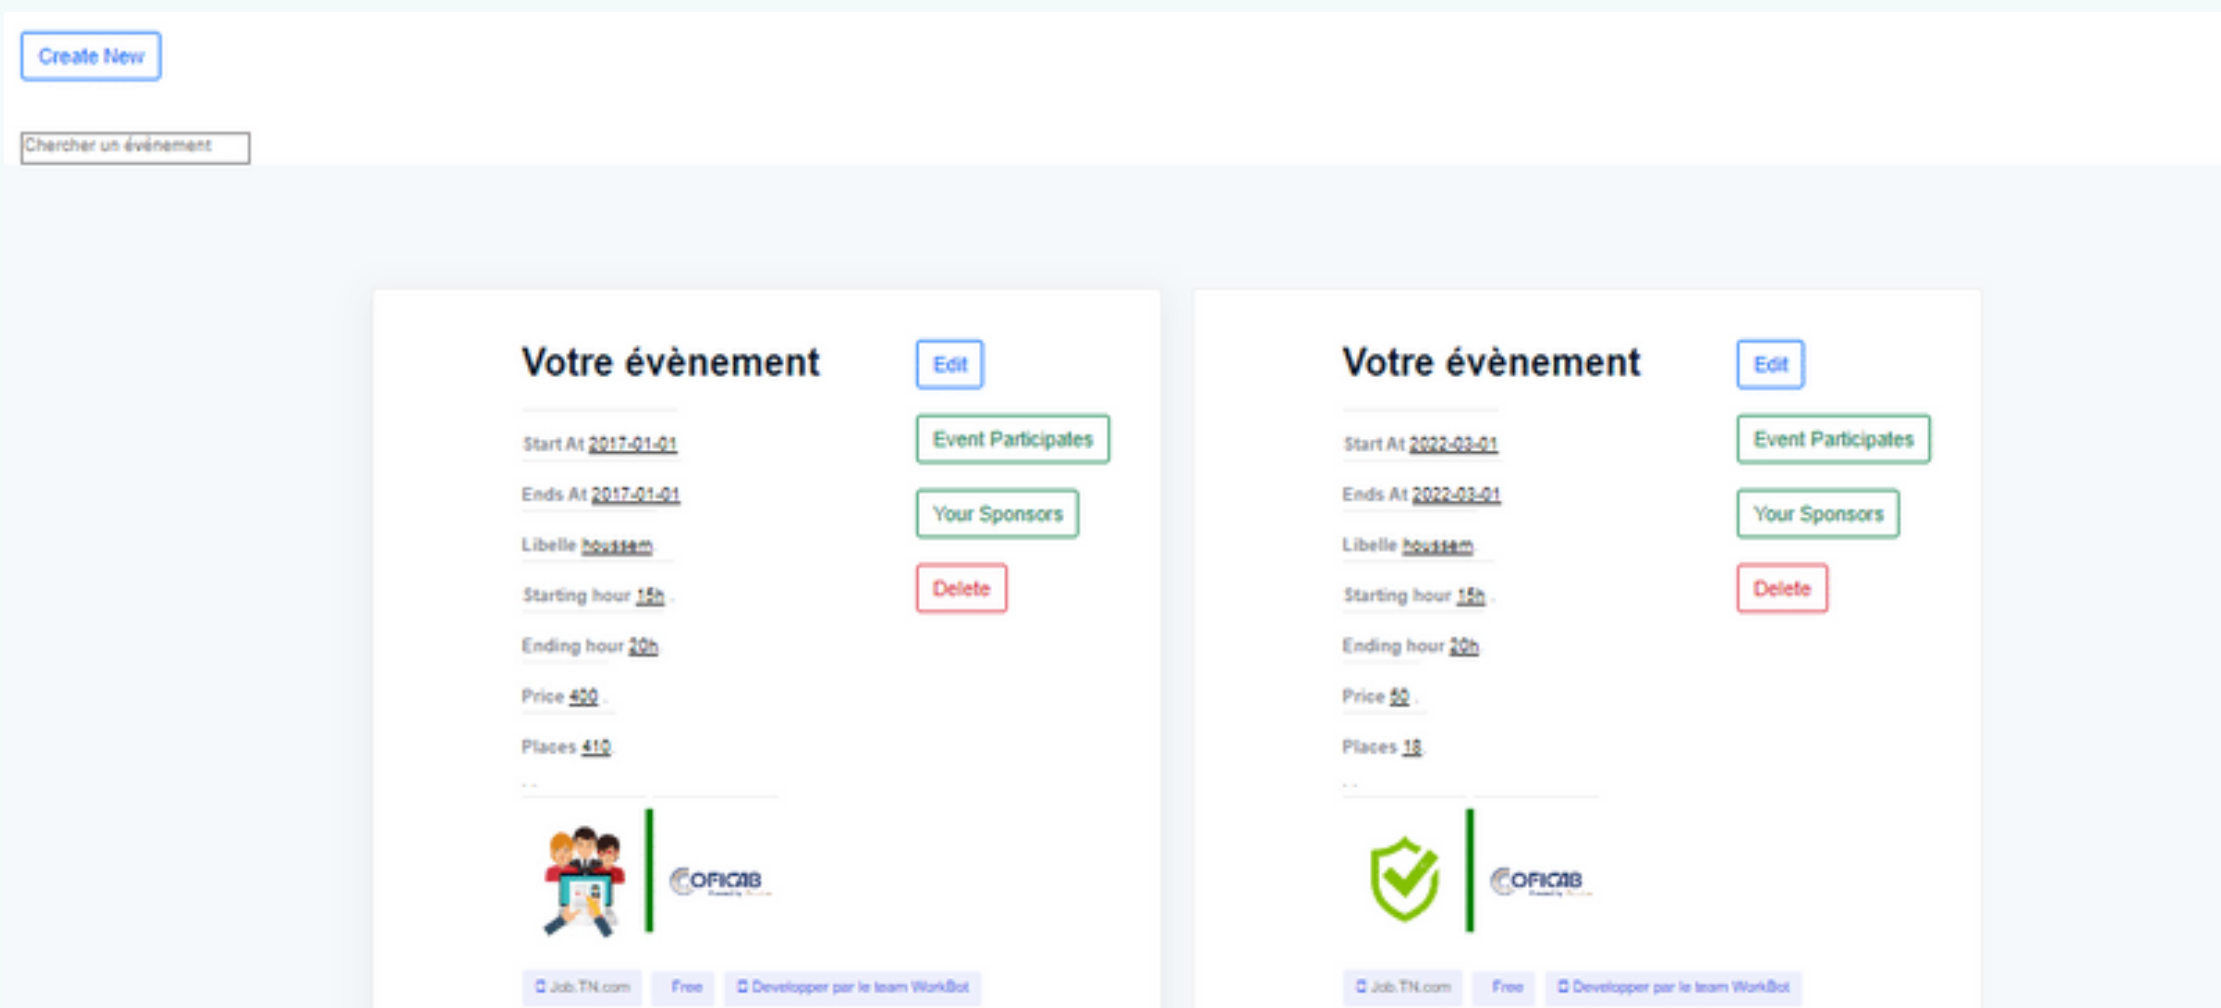 Create New
Chercher un événement
Votre évènement
Edit
Start At 2017-01-01
Event Participates
Ends At 2017-01-01
Your Sponsors
Libelle houssem.
Delete
Starting hour 15h .
Ending hour 20h.
Price 400 .
Places 410.
. .
COFICAB
Job.TN.com
Free
Developper par le team WorkBot
Votre évènement
Edit
Start At 2022-03-01
Event Participates
Ends At 2022-03-01
Your Sponsors
Libelle houssem.
Delete
Starting hour 15h .
Ending hour 20h.
Price 50 .
Places 18.
. .
COFICAB
Job.TN.com
Free
Developper par le team WorkBot